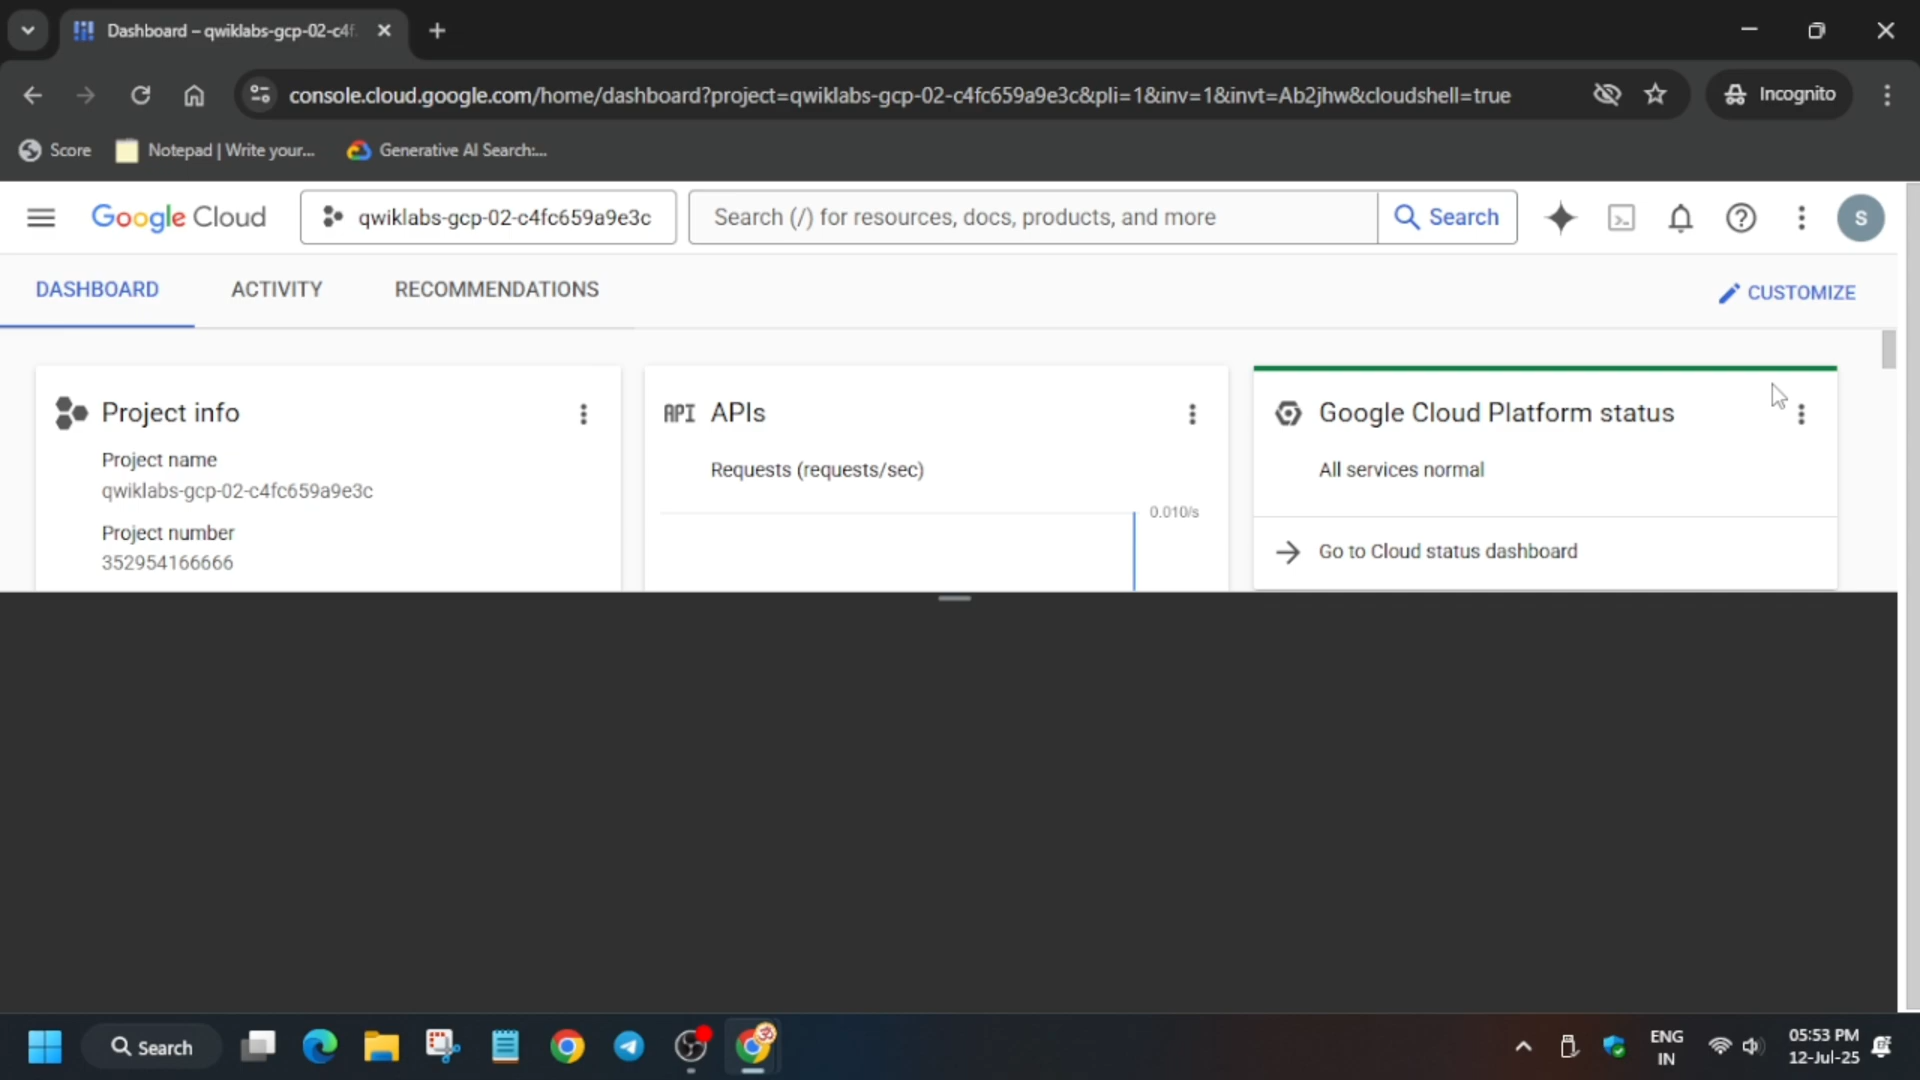 Dashboard – qwiklabs-gcp-02-c4f
console.cloud.google.com/home/dashboard?project=qwiklabs-gcp-02-c4fc659a9e3c&pli=1&inv=1&invt=Ab2jhw&cloudshell=true
Incognito
Score
Notepad | Write your...
Generative AI Search:...
Google Cloud
qwiklabs-gcp-02-c4fc659a9e3c
Search (/) for resources, docs, products, and more
Search
S
DASHBOARD
ACTIVITY
RECOMMENDATIONS
CUSTOMIZE
Project info
Project name
qwiklabs-gcp-02-c4fc659a9e3c
Project number
352954166666
API APIs
Requests (requests/sec)
0.010/s
Google Cloud Platform status
All services normal
Go to Cloud status dashboard
Search
ENG
IN
05:53 PM
12-Jul-25